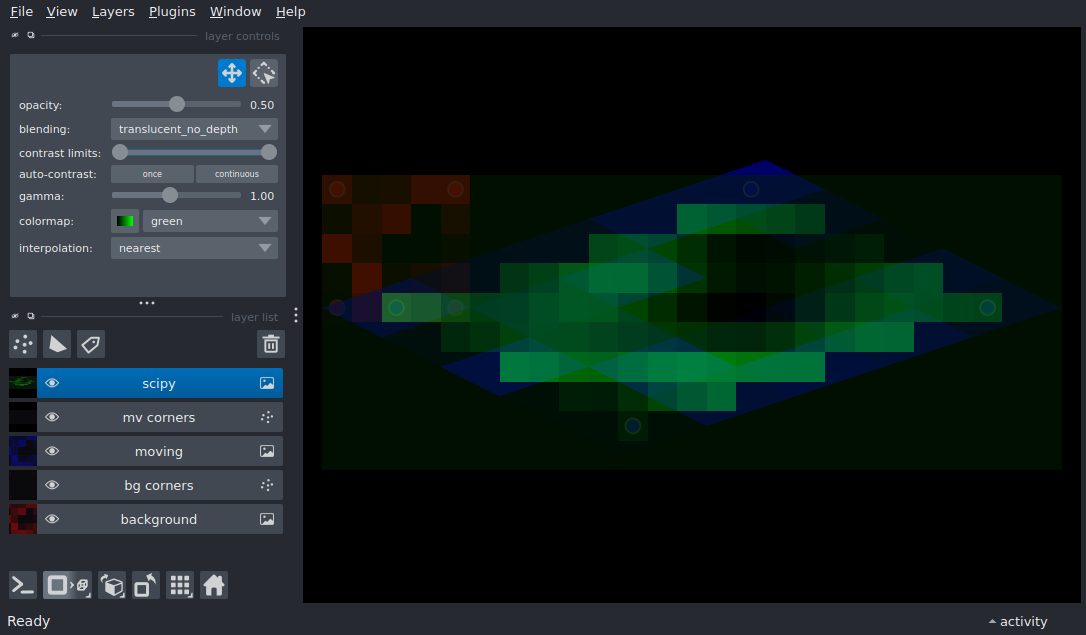 File View Layers Plugins Window Help
layer controls
opacity: 0.50
blending: translucent_no_depth
contrast limits:
auto-contrast: once continuous
gamma: 1.00
colormap: green
interpolation: nearest
layer list
scipy
mv corners
moving
bg corners
background
Ready
activity